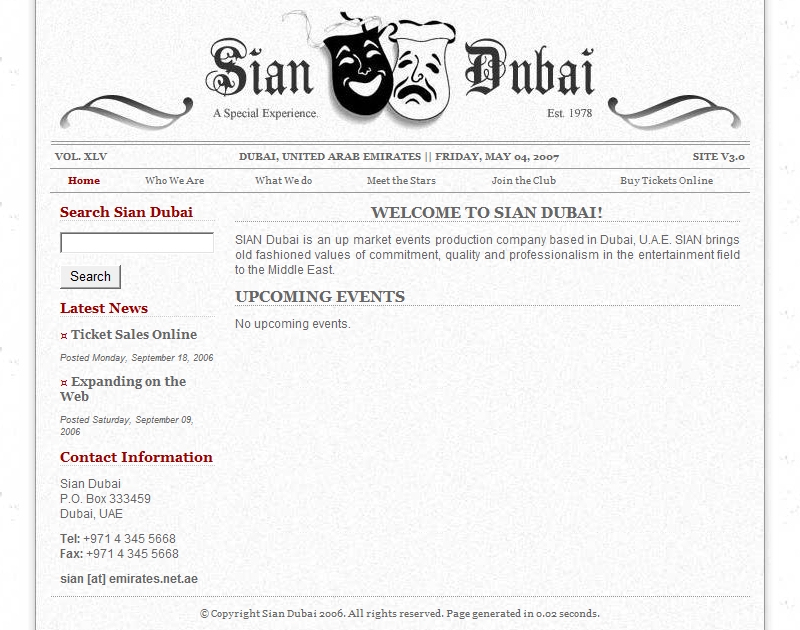 Sian Dubai
A Special Experience.
Est. 1978
VOL. XLV
DUBAI, UNITED ARAB EMIRATES || FRIDAY, MAY 04, 2007
SITE V3.0
Home
Who We Are
What We do
Meet the Stars
Join the Club
Buy Tickets Online
Search Sian Dubai
Search
Latest News
¤ Ticket Sales Online
Posted Monday, September 18, 2006
¤ Expanding on the
Web
Posted Saturday, September 09,
2006
Contact Information
Sian Dubai
P.O. Box 333459
Dubai, UAE
Tel: +971 4 345 5668
Fax: +971 4 345 5668
sian [at] emirates.net.ae
WELCOME TO SIAN DUBAI!
SIAN Dubai is an up market events production company based in Dubai, U.A.E. SIAN brings
old fashioned values of commitment, quality and professionalism in the entertainment field
to the Middle East.
UPCOMING EVENTS
No upcoming events.
© Copyright Sian Dubai 2006. All rights reserved. Page generated in 0.02 seconds.